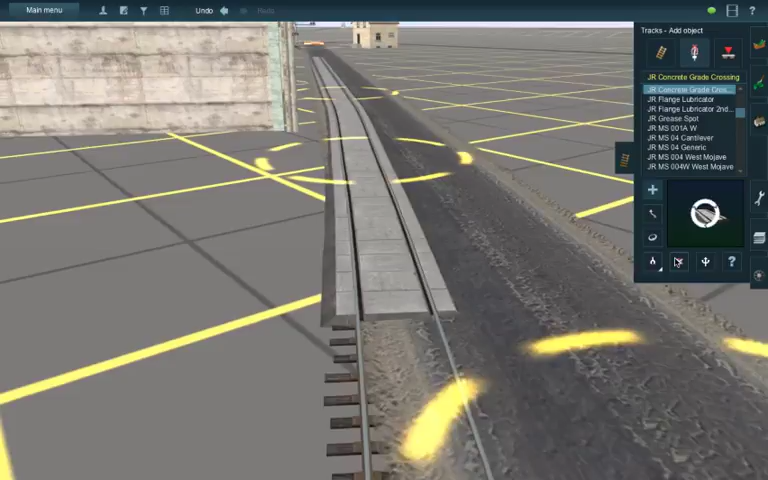 Main menu
Undo
Redo
?
Tracks - Add object
JR Concrete Grade Crossing
JR Concrete Grade Cros...
JR Flange Lubricator
JR Flange Lubricator 2nd...
JR Grease Spot
JR MS 001A W
JR MS 04 Cantilever
JR MS 04 Generic
JR MS 004 West Mojave
JR MS 004W West Mojave
?